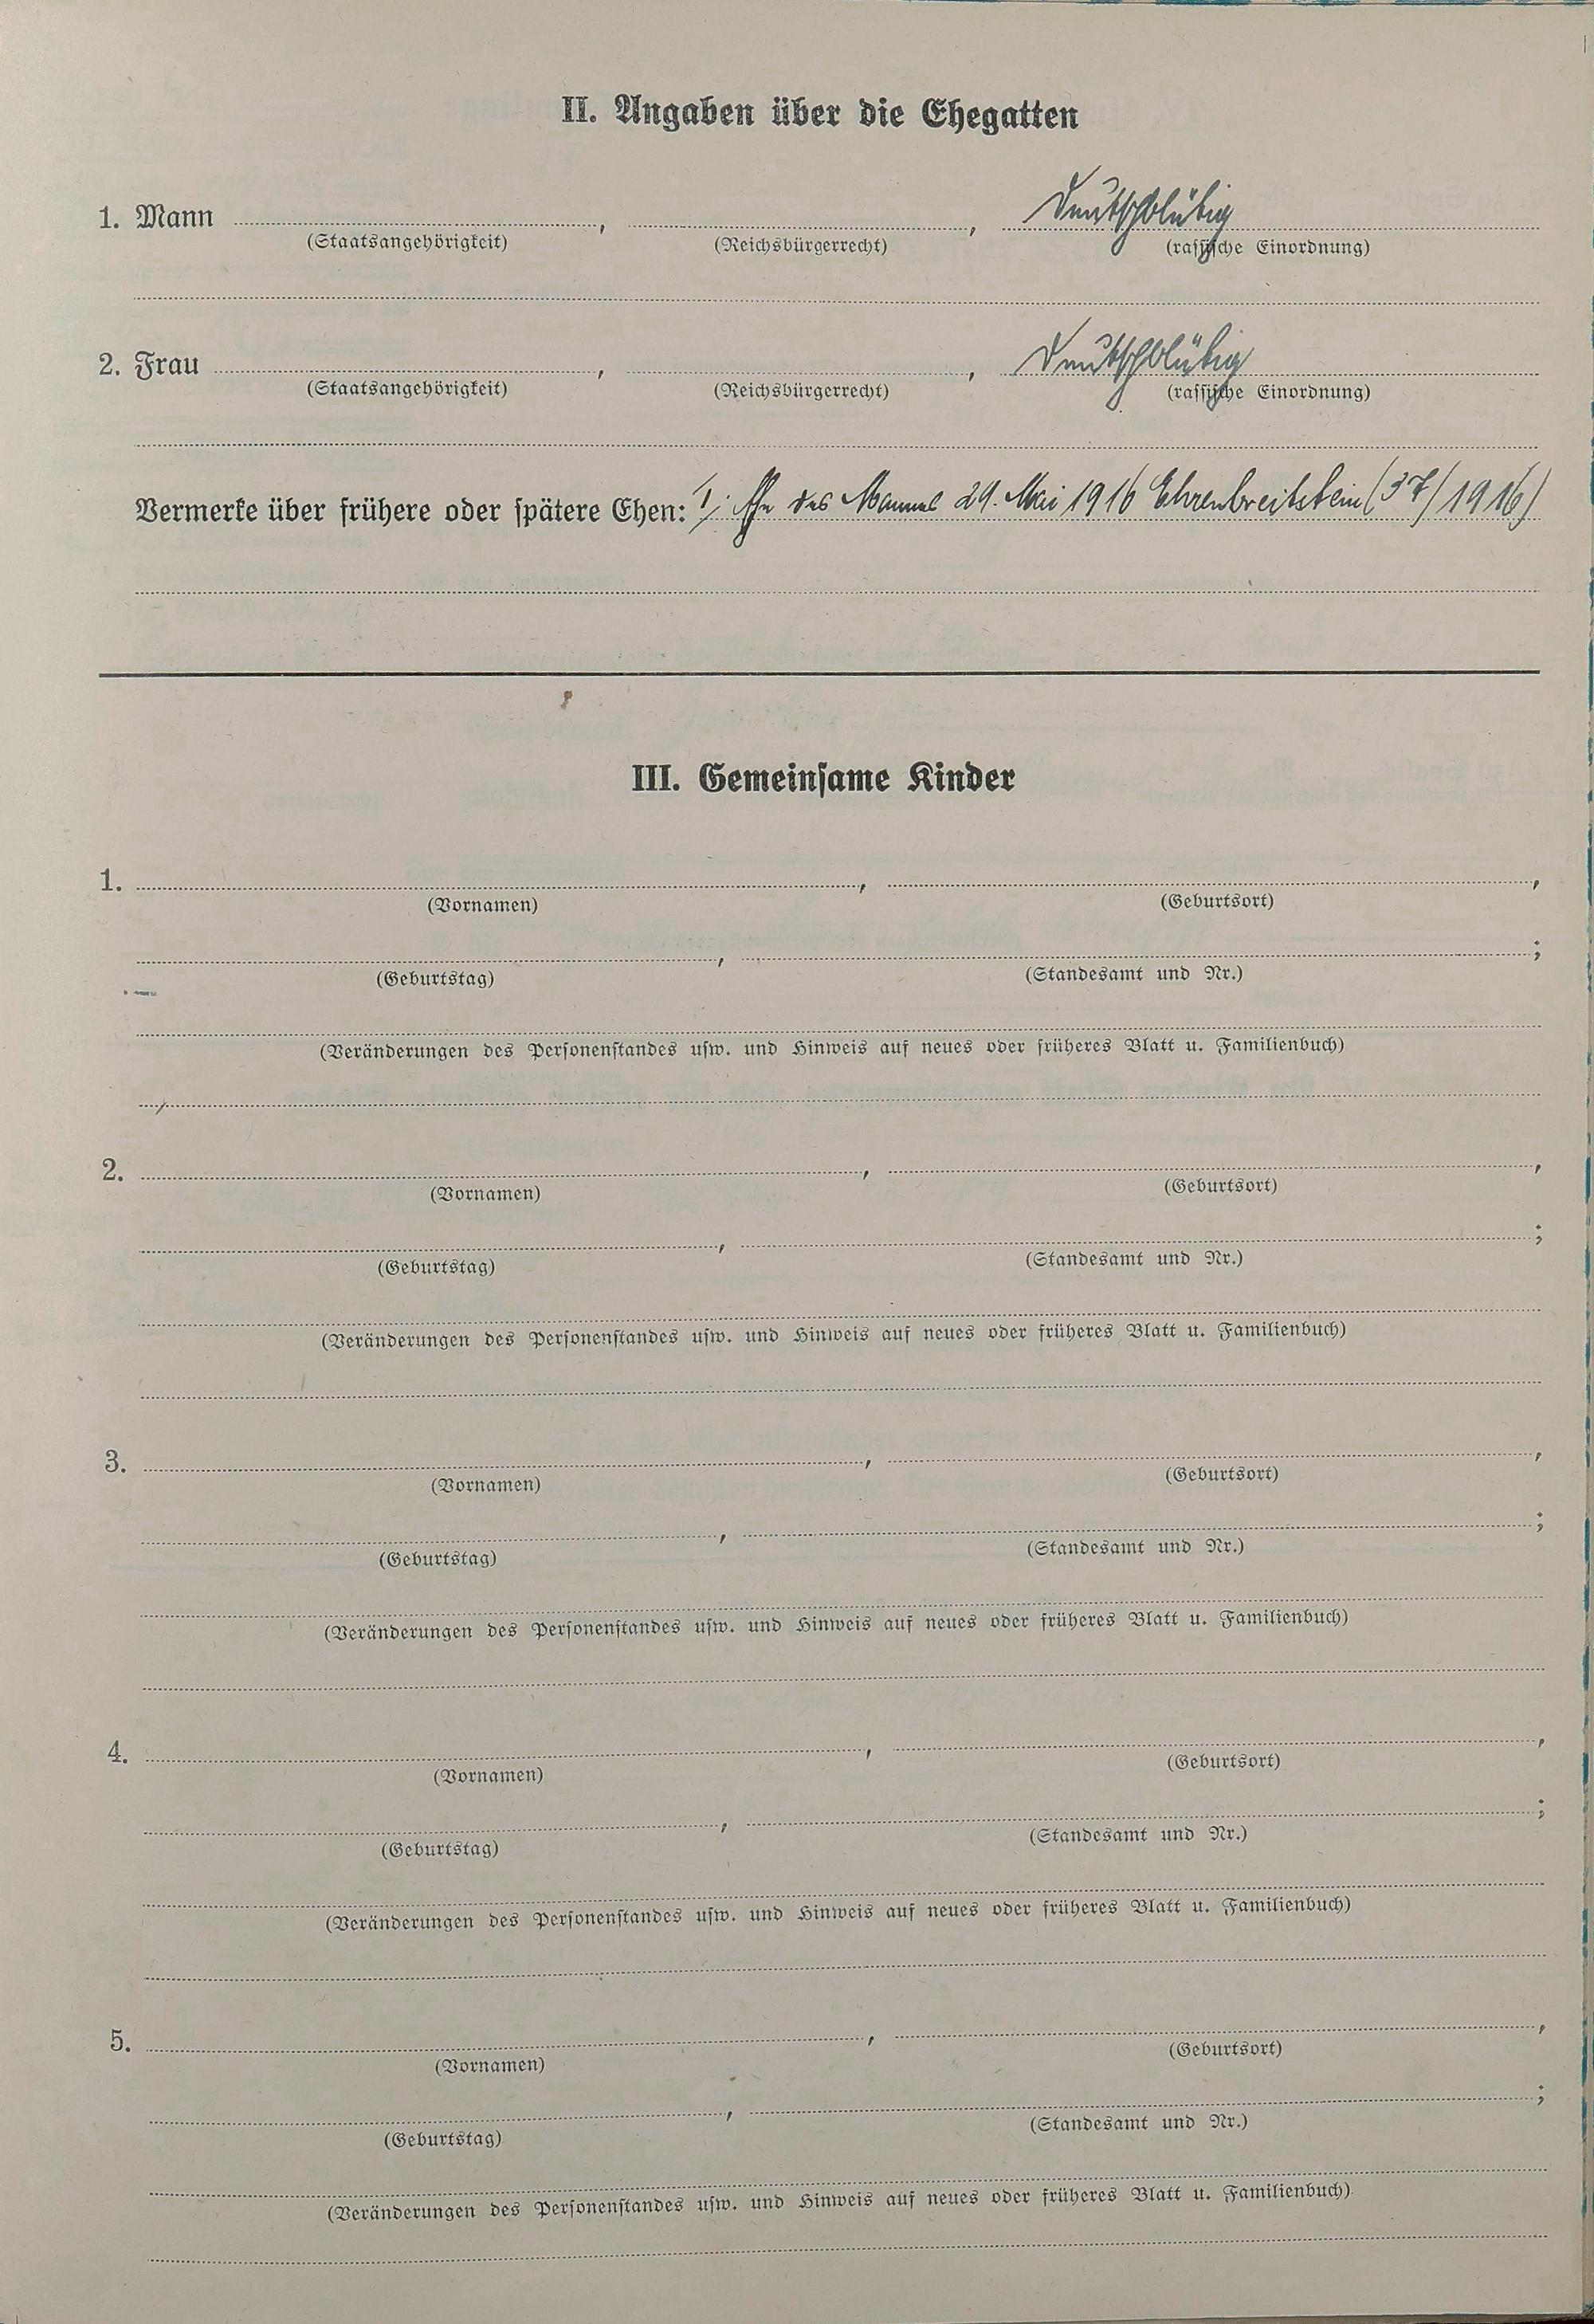 II. Angaben über die Ehegatten
1. Mann , , Deutschblütig
(Staatsangehörigkeit) (Reichsbürgerrecht) (rassische Einordnung)
2. Frau , , Deutschblütig
(Staatsangehörigkeit) (Reichsbürgerrecht) (rassische Einordnung)
Vermerke über frühere oder spätere Ehen: 1. Ehe des Mannes 29. Mai 1916 Ehrenbreitstein (37/1916)
III. Gemeinsame Kinder
1. , ,
(Vornamen) (Geburtsort)
, ;
(Geburtstag) (Standesamt und Nr.)
(Veränderungen des Personenstandes usw. und Hinweis auf neues oder früheres Blatt u. Familienbuch)
2. , ,
(Vornamen) (Geburtsort)
, ;
(Geburtstag) (Standesamt und Nr.)
(Veränderungen des Personenstandes usw. und Hinweis auf neues oder früheres Blatt u. Familienbuch)
3. , ,
(Vornamen) (Geburtsort)
, ;
(Geburtstag) (Standesamt und Nr.)
(Veränderungen des Personenstandes usw. und Hinweis auf neues oder früheres Blatt u. Familienbuch)
4. , ,
(Vornamen) (Geburtsort)
, ;
(Geburtstag) (Standesamt und Nr.)
(Veränderungen des Personenstandes usw. und Hinweis auf neues oder früheres Blatt u. Familienbuch)
5. , ,
(Vornamen) (Geburtsort)
, ;
(Geburtstag) (Standesamt und Nr.)
(Veränderungen des Personenstandes usw. und Hinweis auf neues oder früheres Blatt u. Familienbuch)